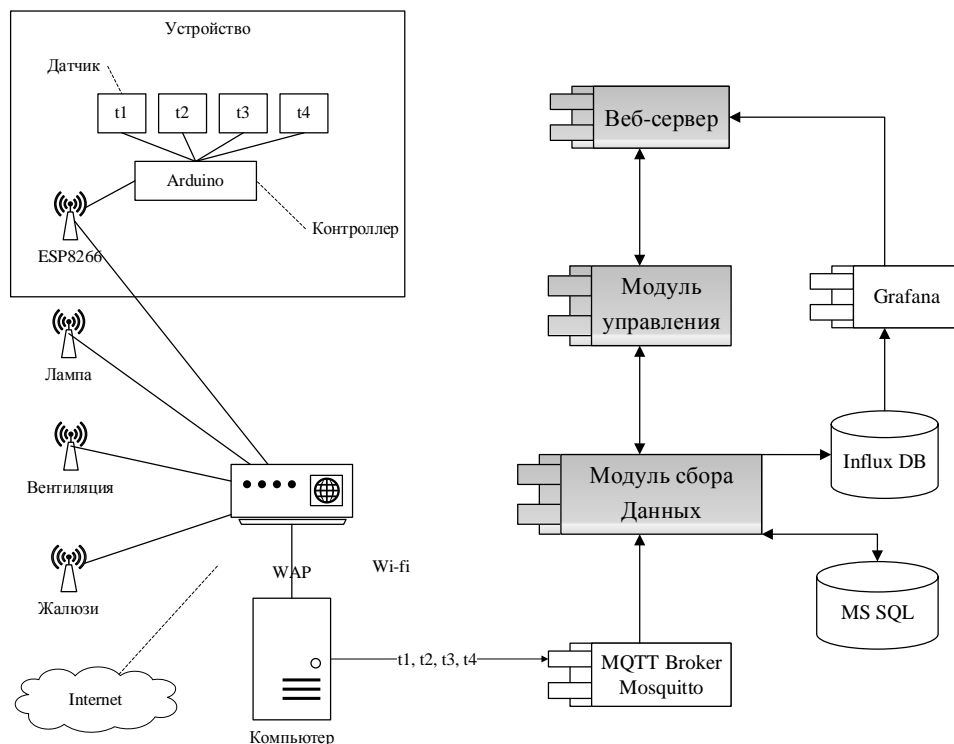 Устройство
Датчик
t1
t2
t3
t4
Arduino
Контроллер
ESP8266
Лампа
Вентиляция
Жалюзи
WAP
Wi-fi
Internet
Компьютер
t1, t2, t3, t4
Веб-сервер
Модуль
управления
Grafana
Модуль сбора
Данных
Influx DB
MS SQL
MQTT Broker
Mosquitto